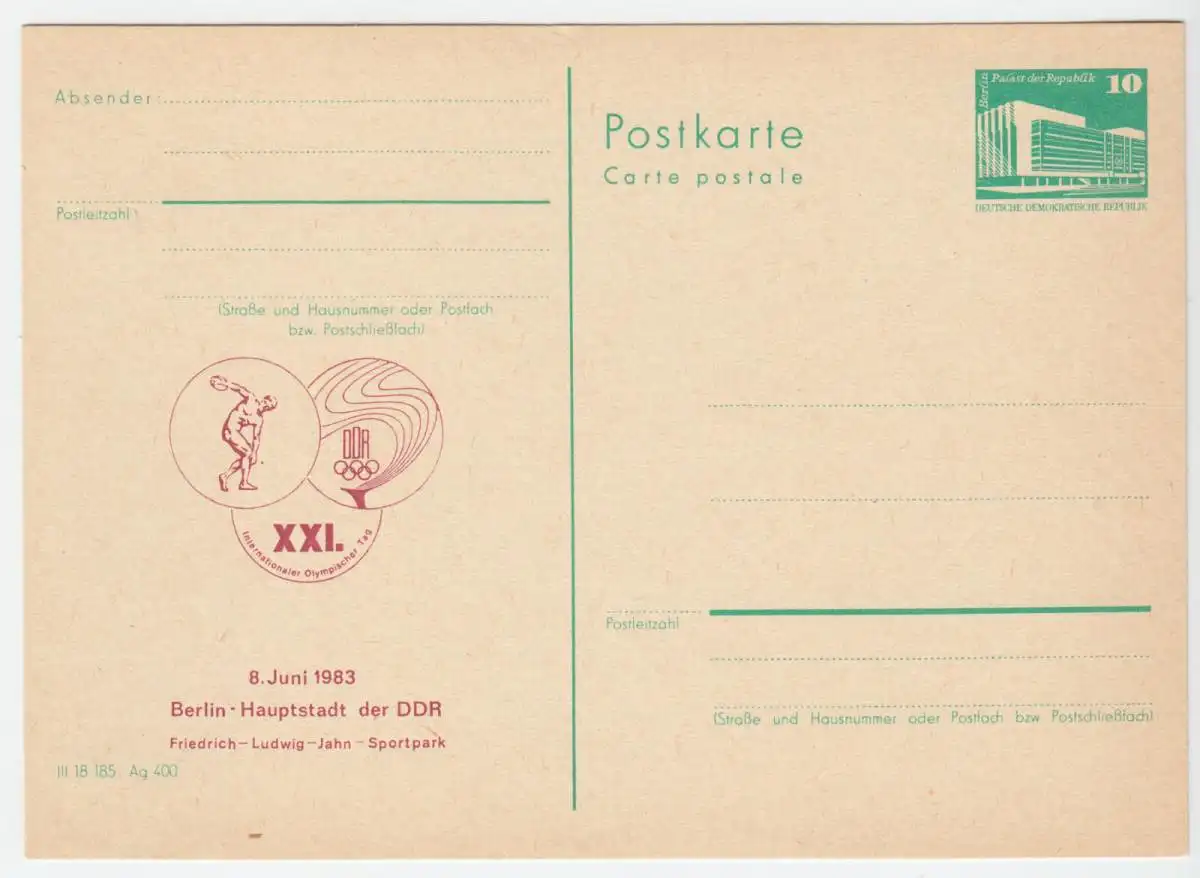 Absender:
Postleitzahl
(Straße und Hausnummer oder Postfach
bzw. Postschließfach)
DDR
XXI.
Internationaler Olympischer Tag
8. Juni 1983
Berlin · Hauptstadt der DDR
Friedrich-Ludwig-Jahn-Sportpark
III 18 185 Ag 400
Postkarte
Carte postale
Berlin
Palast der Republik
10
DEUTSCHE DEMOKRATISCHE REPUBLIK
Postleitzahl
(Straße und Hausnummer oder Postfach bzw Postschließfach)